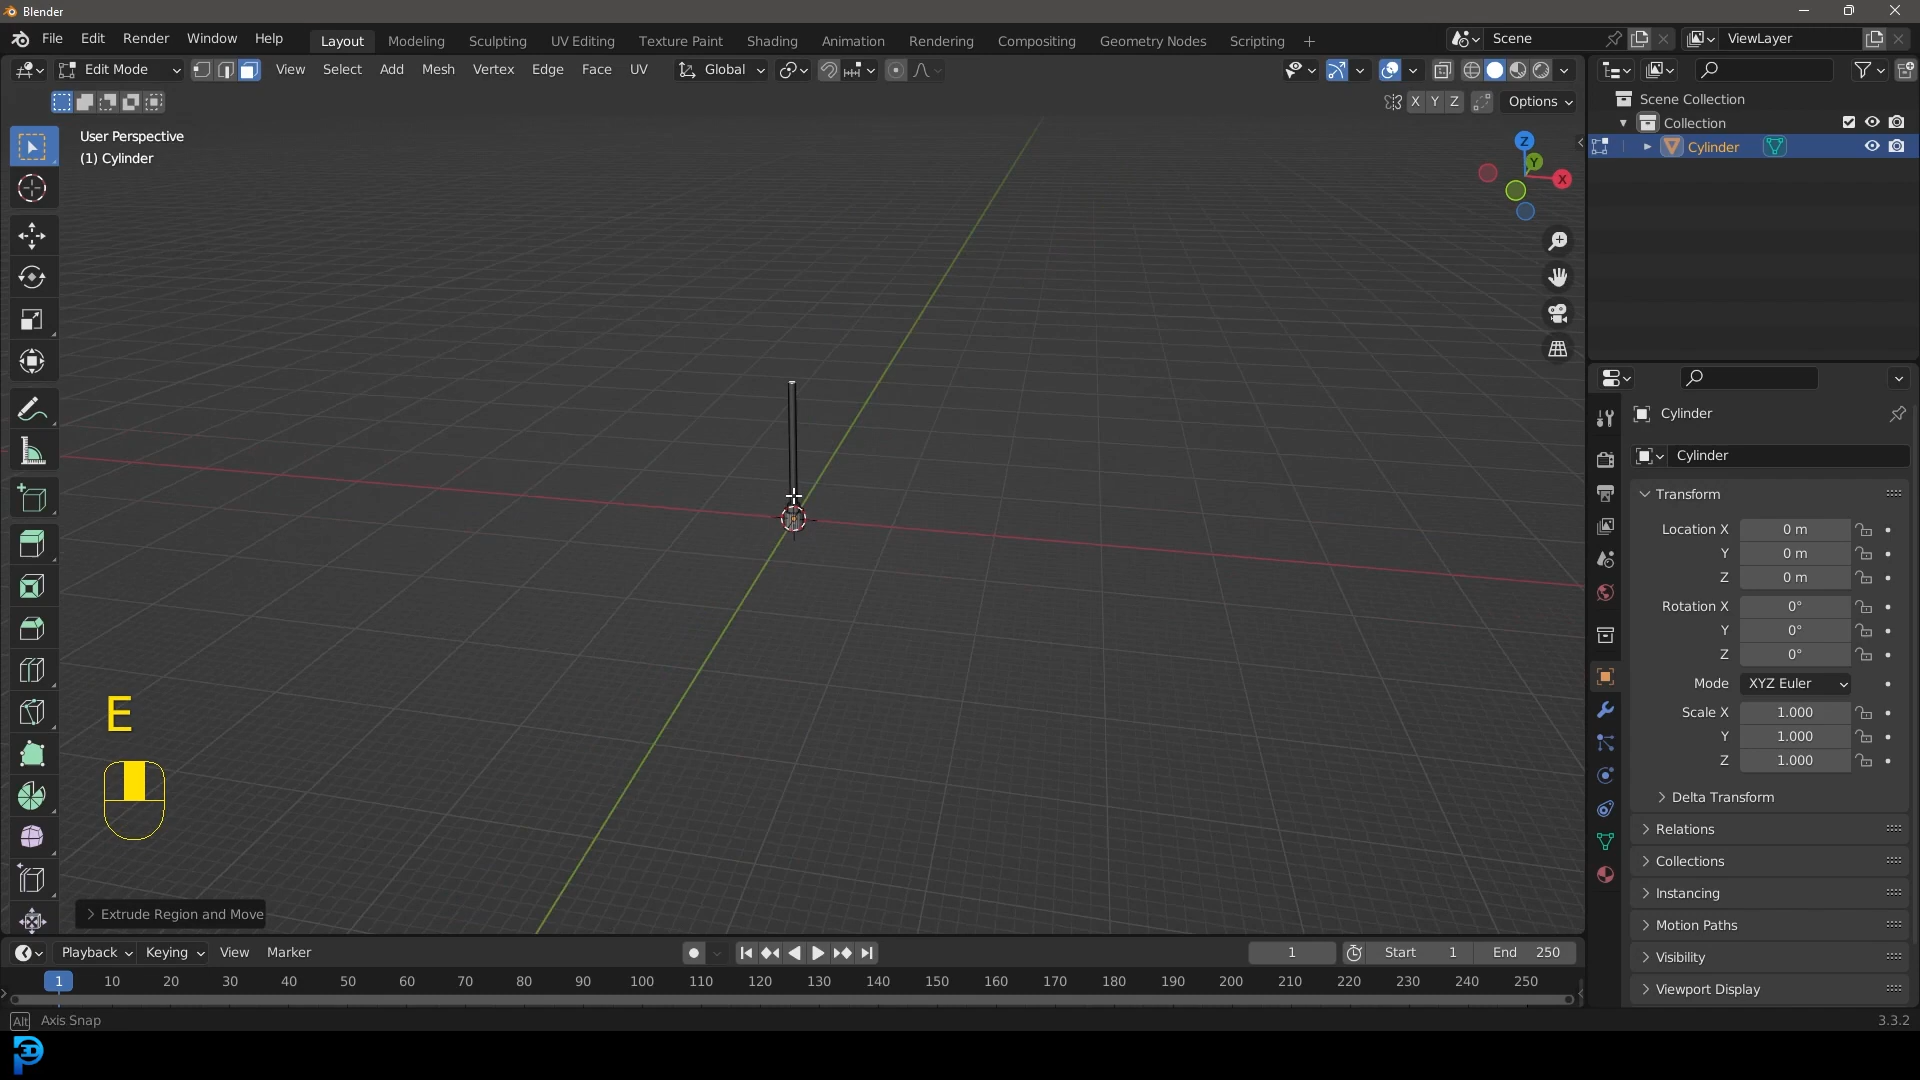 Blender
File Edit Render Window Help Layout Modeling Sculpting UV Editing Texture Paint Shading Animation Rendering Compositing Geometry Nodes Scripting + Scene ViewLayer
Edit Mode View Select Add Mesh Vertex Edge Face UV Global
X Y Z Options
User Perspective
(1) Cylinder
Z
Y
X
Scene Collection
Collection
Cylinder
Cylinder
Cylinder
Transform
Location X 0 m
Y 0 m
Z 0 m
Rotation X 0°
Y 0°
Z 0°
Mode XYZ Euler
Scale X 1.000
Y 1.000
Z 1.000
Delta Transform
Relations
Collections
Instancing
Motion Paths
Visibility
Viewport Display
E
Extrude Region and Move
Playback Keying View Marker 1 Start 1 End 250
1 10 20 30 40 50 60 70 80 90 100 110 120 130 140 150 160 170 180 190 200 210 220 230 240 250
Alt Axis Snap 3.3.2
3D